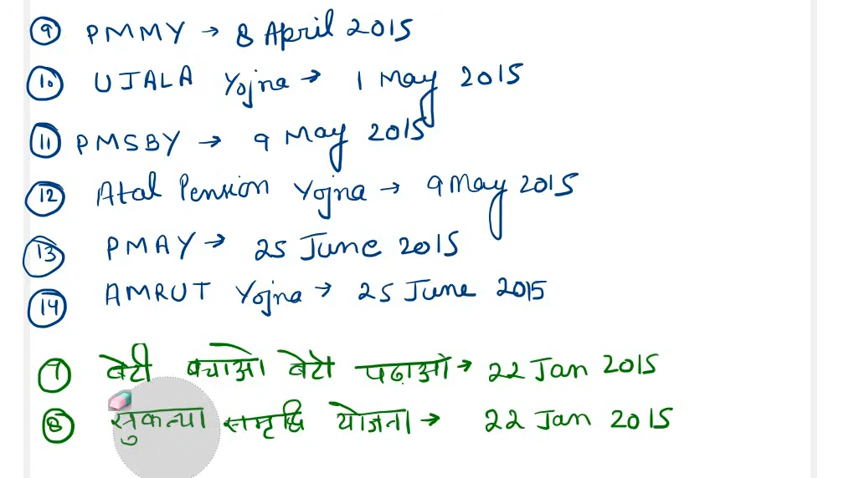 9 PMMY → 8 April 2015
10 UJALA Yojna → 1 May 2015
11 PMSBY → 9 May 2015
12 Atal Pension Yojna → 9 May 2015
13 PMAY → 25 June 2015
14 AMRUT Yojna → 25 June 2015
7 बेटी बचाओ बेटी पढ़ाओ → 22 Jan 2015
8 सुकन्या समृद्धि योजना → 22 Jan 2015